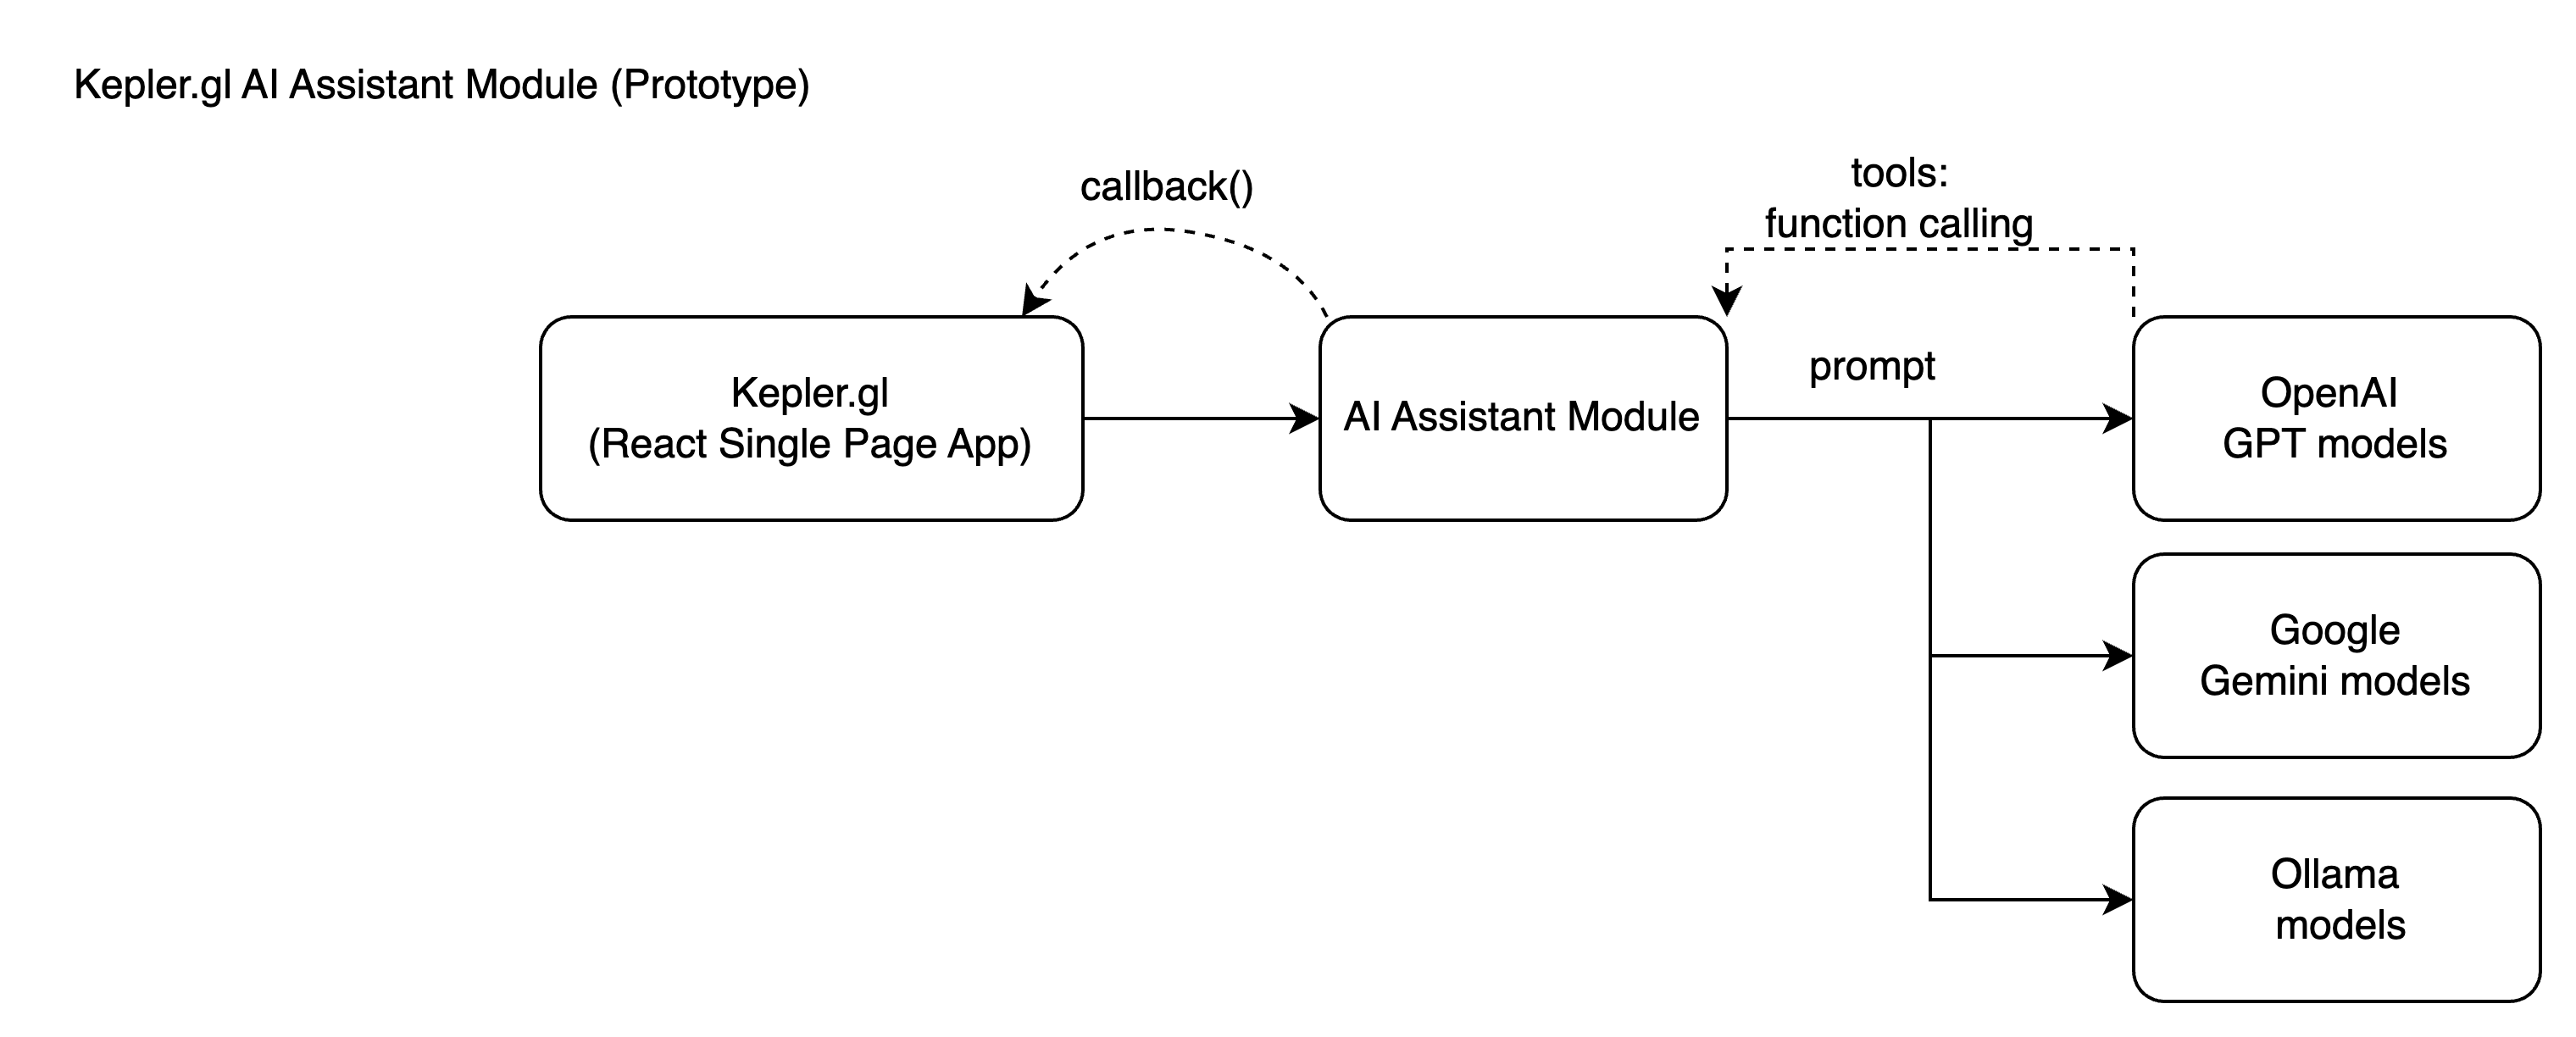 Kepler.gl AI Assistant Module (Prototype)
callback()
tools:
function calling
prompt
Kepler.gl
(React Single Page App)
AI Assistant Module
OpenAI
GPT models
Google
Gemini models
Ollama
models